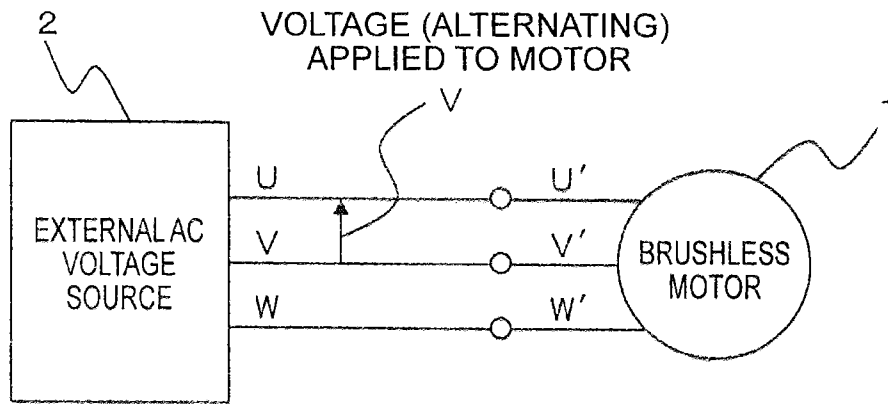 2
VOLTAGE (ALTERNATING)
APPLIED TO MOTOR
V
U
U'
EXTERNAL AC
VOLTAGE
SOURCE
V
V'
BRUSHLESS
MOTOR
W
W'